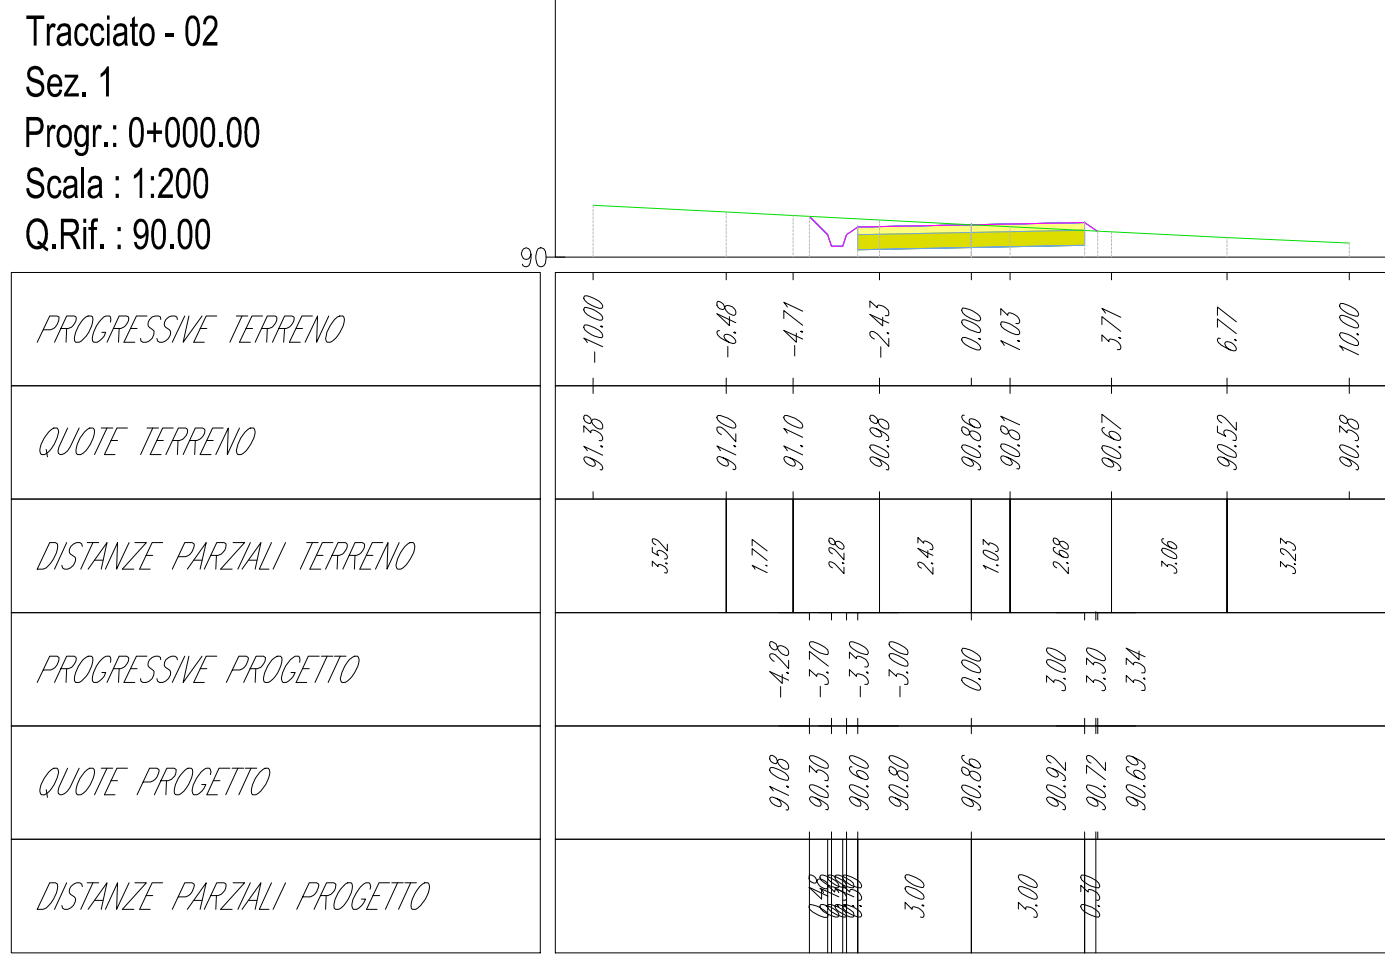 Tracciato - 02
Sez. 1
Progr.: 0+000.00
Scala : 1:200
Q.Rif. : 90.00
90
PROGRESSIVE TERRENO -10.00 -6.48 -4.71 -2.43 0.00 1.03 3.71 6.77 10.00
QUOTE TERRENO 91.38 91.20 91.10 90.98 90.86 90.81 90.67 90.52 90.38
DISTANZE PARZIALI TERRENO 3.52 1.77 2.28 2.43 1.03 2.68 3.06 3.23
PROGRESSIVE PROGETTO -4.28 -3.70 -3.30 -3.00 0.00 3.00 3.30 3.34
QUOTE PROGETTO 91.08 90.30 90.60 90.80 90.86 90.92 90.72 90.69
DISTANZE PARZIALI PROGETTO 0.48 0.30 3.00 3.00 0.30